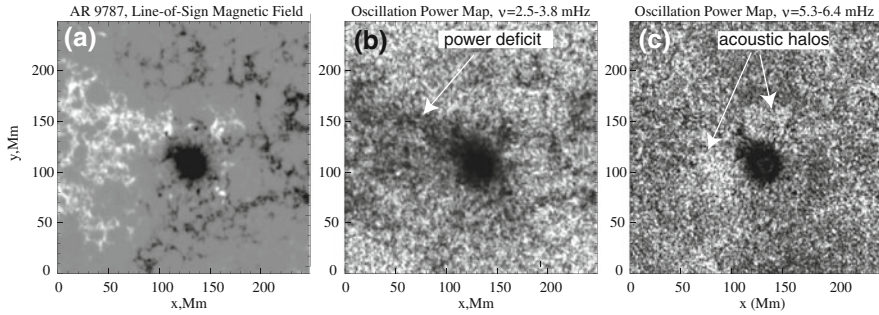 AR 9787, Line-of-Sign Magnetic Field
(a)
y,Mm
200
150
100
50
0
0 50 100 150 200
x,Mm
Oscillation Power Map, ν=2.5-3.8 mHz
(b)
power deficit
200
150
100
50
0
0 50 100 150 200
x,Mm
Oscillation Power Map, ν=5.3-6.4 mHz
(c)
acoustic halos
200
150
100
50
0
0 50 100 150 200
x (Mm)